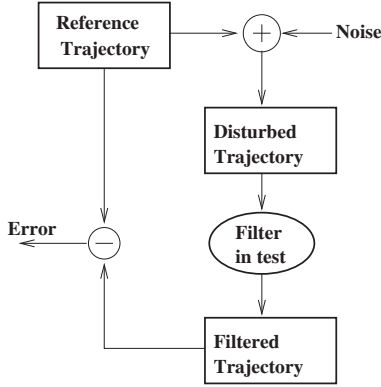 Reference
Trajectory
+
Noise
Disturbed
Trajectory
Filter
in test
Error
−
Filtered
Trajectory